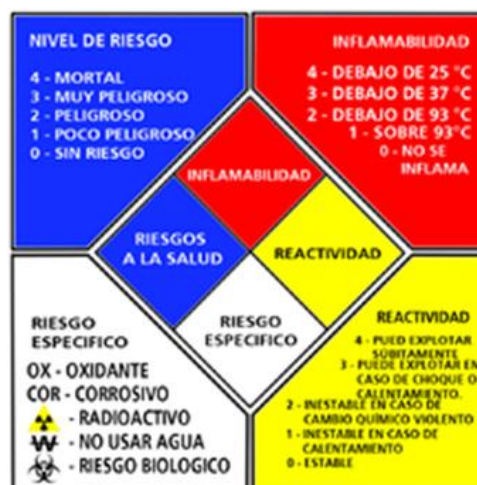 NIVEL DE RIESGO
4 - MORTAL
3 - MUY PELIGROSO
2 - PELIGROSO
1 - POCO PELIGROSO
0 - SIN RIESGO
INFLAMABILIDAD
4 - DEBAJO DE 25 °C
3 - DEBAJO DE 37 °C
2 - DEBAJO DE 93 °C
1 - SOBRE 93°C
0 - NO SE
INFLAMA
INFLAMABILIDAD
RIESGOS
A LA SALUD
REACTIVIDAD
RIESGO
ESPECIFICO
RIESGO
ESPECIFICO
OX - OXIDANTE
COR - CORROSIVO
- RADIOACTIVO
W - NO USAR AGUA
- RIESGO BIOLOGICO
REACTIVIDAD
4 - PUED EXPLOTAR
SÚBITAMENTE
3 - PUEDE EXPLOTAR EN
CASO DE CHOQUE O
CALENTAMIENTO.
2 - INESTABLE EN CASO DE
CAMBIO QUÍMICO VIOLENTO
1 - INESTABLE EN CASO DE
CALENTAMIENTO
0 - ESTABLE